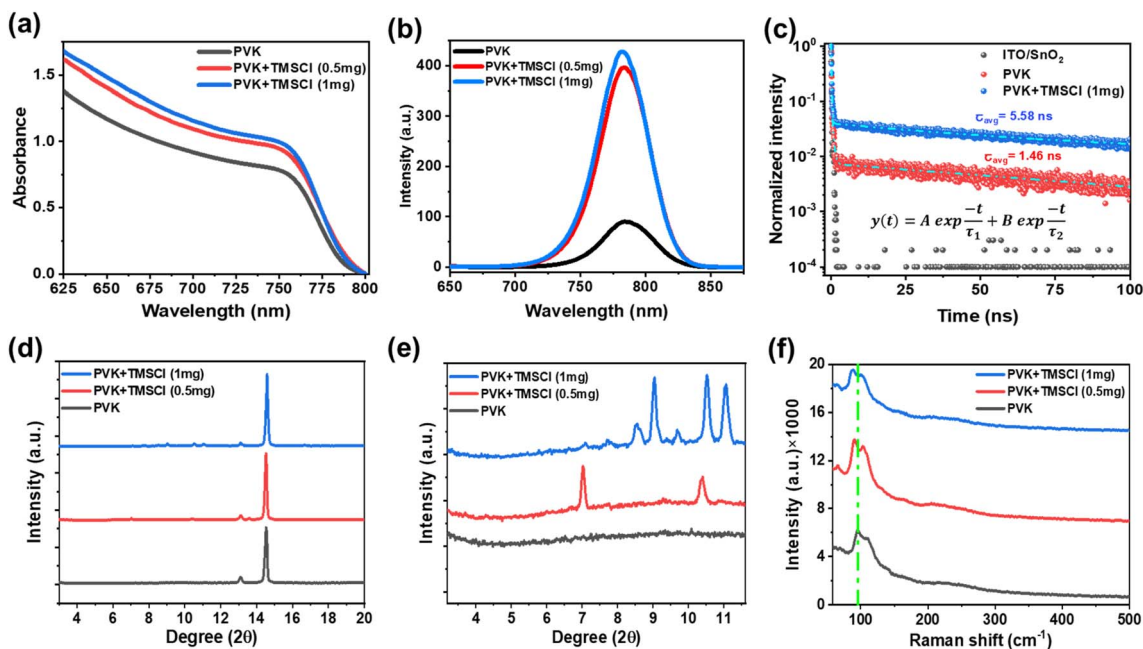 (a)
PVK
PVK+TMSCl (0.5mg)
PVK+TMSCl (1mg)
1.5
1.0
0.5
0.0
Absorbance
625 650 675 700 725 750 775 800
Wavelength (nm)
(b)
PVK
PVK+TMSCl (0.5mg)
PVK+TMSCl (1mg)
400
300
200
100
0
Intensity (a.u.)
650 700 750 800 850
Wavelength (nm)
(c)
ITO/SnO₂
PVK
PVK+TMSCl (1mg)
τavg= 5.58 ns
τavg= 1.46 ns
y(t) = A exp −t/τ₁ + B exp −t/τ₂
10⁰
10⁻¹
10⁻²
10⁻³
10⁻⁴
Normalized intensity
0 25 50 75 100
Time (ns)
(d)
PVK+TMSCl (1mg)
PVK+TMSCl (0.5mg)
PVK
Intensity (a.u.)
4 6 8 10 12 14 16 18 20
Degree (2θ)
(e)
PVK+TMSCl (1mg)
PVK+TMSCl (0.5mg)
PVK
Intensity (a.u.)
4 5 6 7 8 9 10 11
Degree (2θ)
(f)
PVK+TMSCl (1mg)
PVK+TMSCl (0.5mg)
PVK
20
16
12
8
4
0
Intensity (a.u.)×1000
100 200 300 400 500
Raman shift (cm⁻¹)